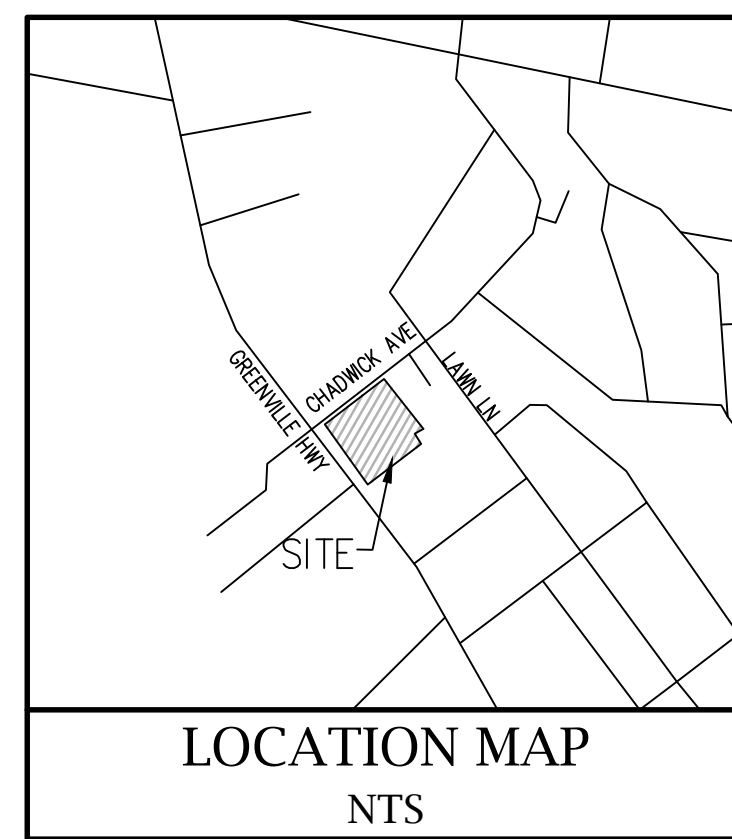 CHADWICK AVE
GREENVILLE HWY
LAWN LN
SITE
LOCATION MAP
NTS